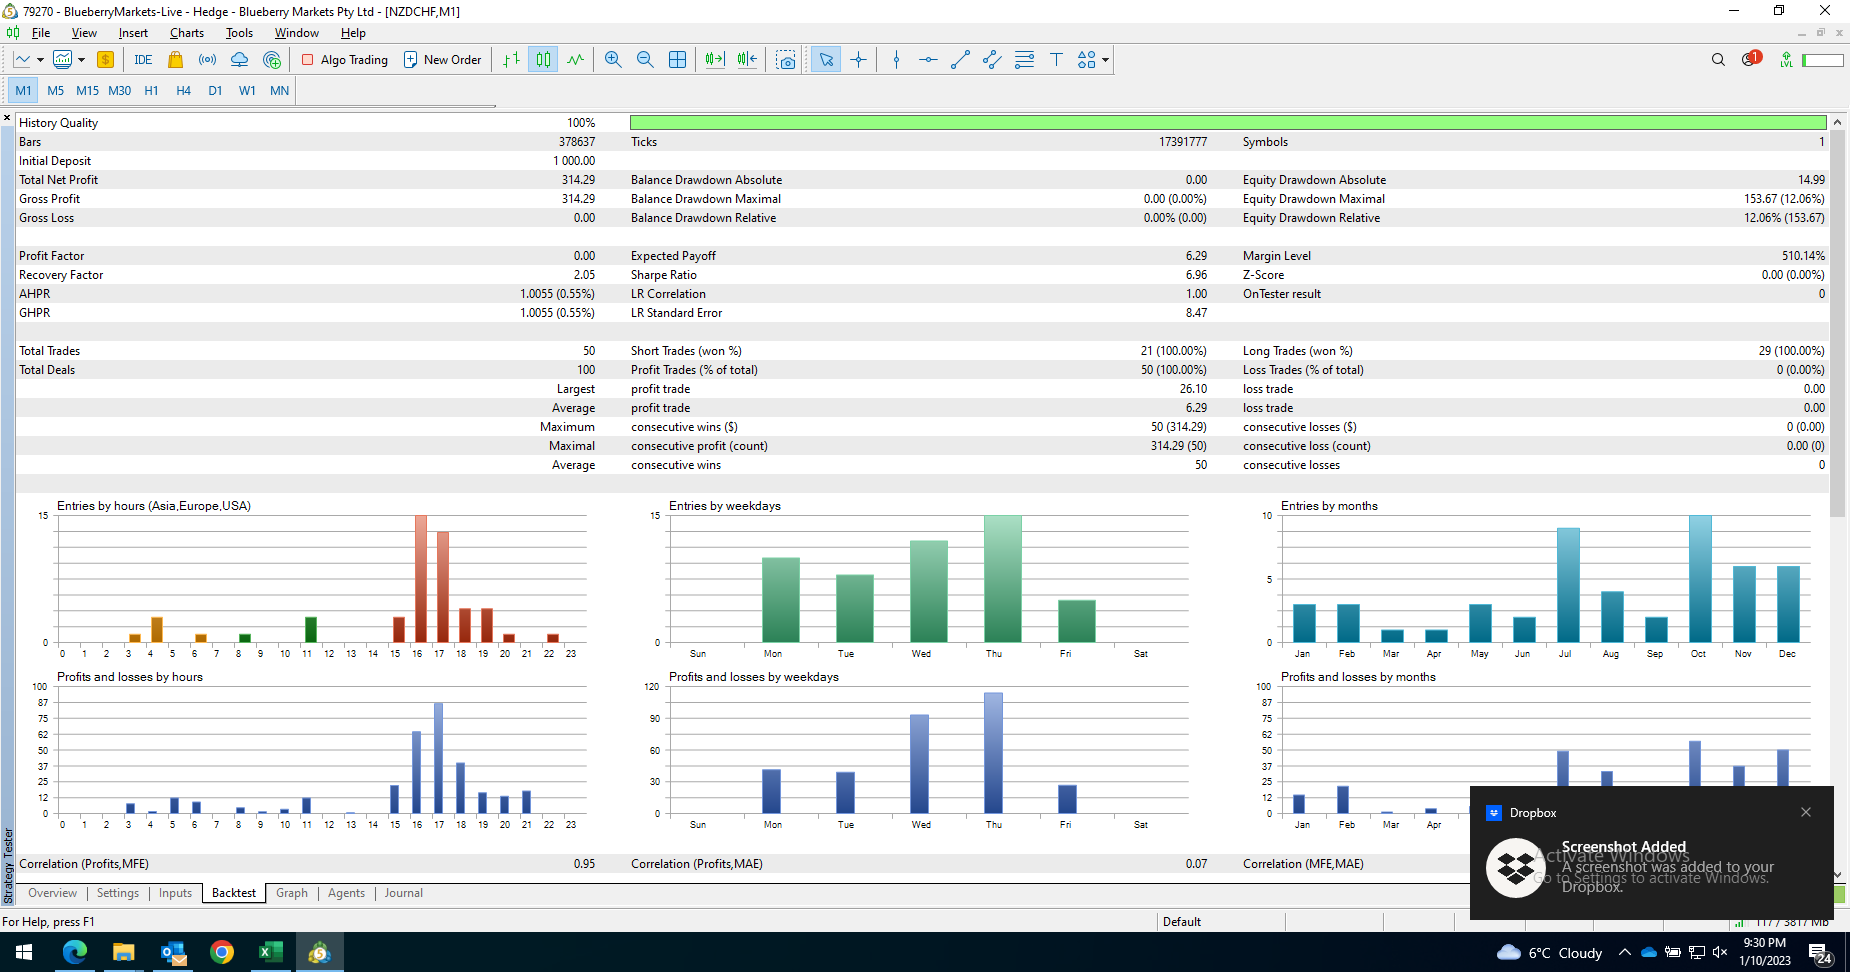 79270 - BlueberryMarkets-Live - Hedge - Blueberry Markets Pty Ltd - [NZDCHF,M1]
File View Insert Charts Tools Window Help
IDE Algo Trading New Order 1 LVL
M1 M5 M15 M30 H1 H4 D1 W1 MN
History Quality 100%
Bars 378637 Ticks 17391777 Symbols 1
Initial Deposit 1 000.00
Total Net Profit 314.29 Balance Drawdown Absolute 0.00 Equity Drawdown Absolute 14.99
Gross Profit 314.29 Balance Drawdown Maximal 0.00 (0.00%) Equity Drawdown Maximal 153.67 (12.06%)
Gross Loss 0.00 Balance Drawdown Relative 0.00% (0.00) Equity Drawdown Relative 12.06% (153.67)
Profit Factor 0.00 Expected Payoff 6.29 Margin Level 510.14%
Recovery Factor 2.05 Sharpe Ratio 6.96 Z-Score 0.00 (0.00%)
AHPR 1.0055 (0.55%) LR Correlation 1.00 OnTester result 0
GHPR 1.0055 (0.55%) LR Standard Error 8.47
Total Trades 50 Short Trades (won %) 21 (100.00%) Long Trades (won %) 29 (100.00%)
Total Deals 100 Profit Trades (% of total) 50 (100.00%) Loss Trades (% of total) 0 (0.00%)
Largest profit trade 26.10 loss trade 0.00
Average profit trade 6.29 loss trade 0.00
Maximum consecutive wins ($) 50 (314.29) consecutive losses ($) 0 (0.00)
Maximal consecutive profit (count) 314.29 (50) consecutive loss (count) 0.00 (0)
Average consecutive wins 50 consecutive losses 0
Entries by hours (Asia,Europe,USA) Entries by weekdays Entries by months
15 15 10
5
0 0 0
0 1 2 3 4 5 6 7 8 9 10 11 12 13 14 15 16 17 18 19 20 21 22 23 Sun Mon Tue Wed Thu Fri Sat Jan Feb Mar Apr May Jun Jul Aug Sep Oct Nov Dec
Profits and losses by hours Profits and losses by weekdays Profits and losses by months
100 120 100
87 87
75 90 75
62 62
50 60 50
37 37
25 30 25
12 12
0 0 0
0 1 2 3 4 5 6 7 8 9 10 11 12 13 14 15 16 17 18 19 20 21 22 23 Sun Mon Tue Wed Thu Fri Sat Jan Feb Mar Apr
Dropbox
Screenshot Added
A screenshot was added to your
Dropbox.
Activate Windows
Go to Settings to activate Windows.
Correlation (Profits,MFE) 0.95 Correlation (Profits,MAE) 0.07 Correlation (MFE,MAE)
Strategy Tester
Overview Settings Inputs Backtest Graph Agents Journal
For Help, press F1 Default 117 / 3817 Mb
6°C Cloudy 9:30 PM
1/10/2023 24